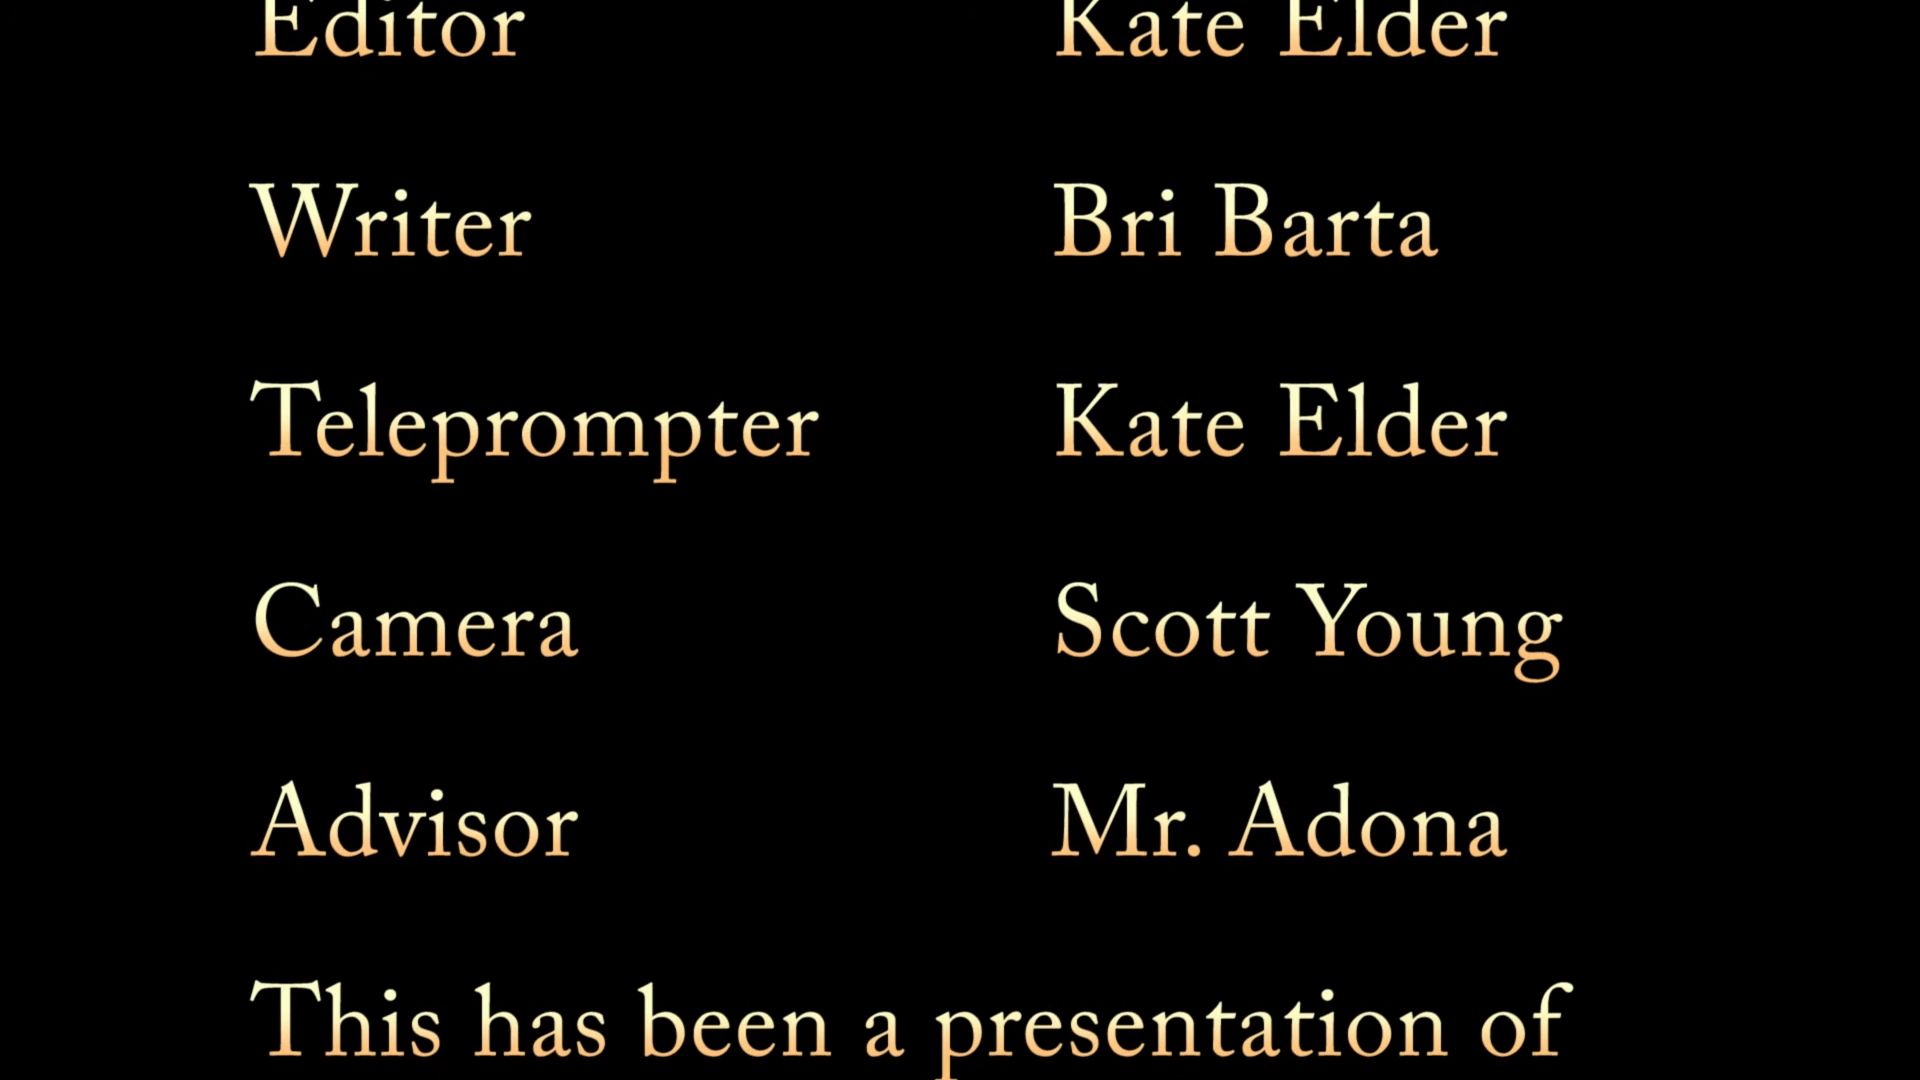 Editor Kate Elder
Writer Bri Barta
Teleprompter Kate Elder
Camera Scott Young
Advisor Mr. Adona
This has been a presentation of